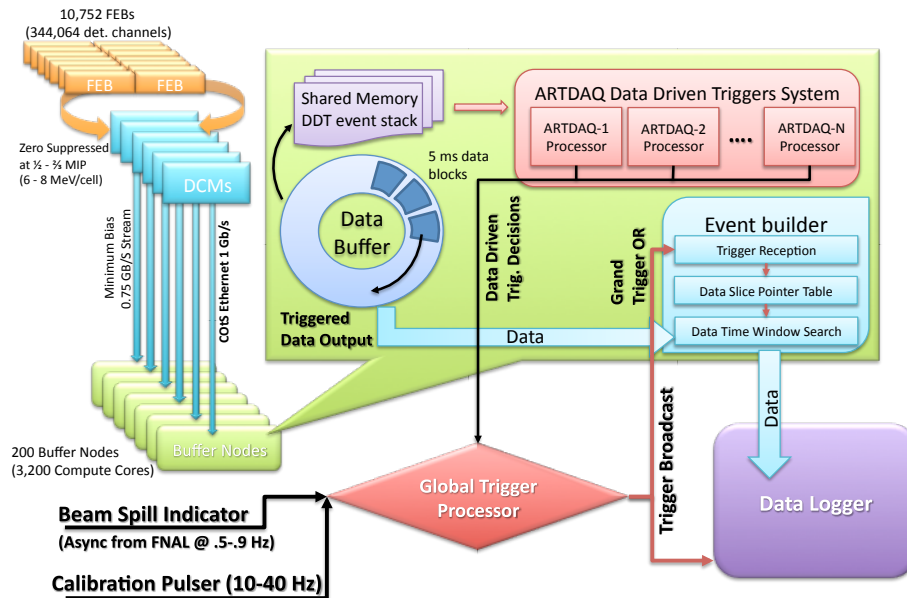 10,752 FEBs
(344,064 det. channels)
FEB FEB
Zero Suppressed
at ½ - ⅔ MIP
(6 - 8 MeV/cell)
DCMs
Minimum Bias
0.75 GB/S Stream
COtS Ethernet 1 Gb/s
Buffer Nodes
200 Buffer Nodes
(3,200 Compute Cores)
Shared Memory
DDT event stack
5 ms data
blocks
Data
Buffer
Triggered
Data Output
ARTDAQ Data Driven Triggers System
ARTDAQ-1
Processor
ARTDAQ-2
Processor
....
ARTDAQ-N
Processor
Data Driven
Trig. Decisions
Grand
Trigger OR
Event builder
Trigger Reception
Data Slice Pointer Table
Data Time Window Search
Data
Data
Trigger Broadcast
Global Trigger
Processor
Data Logger
Beam Spill Indicator
(Async from FNAL @ .5-.9 Hz)
Calibration Pulser (10-40 Hz)